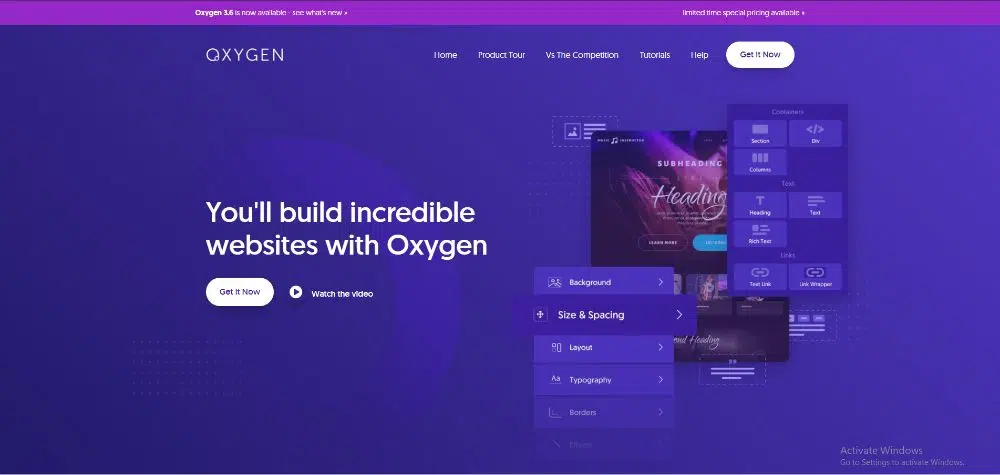 Oxygen 3.6 is now available - see what's new »
limited time special pricing available »
OXYGEN
Home
Product Tour
Vs The Competition
Tutorials
Help
Get It Now
You'll build incredible
websites with Oxygen
Get It Now
Watch the video
Containers
Section
Div
Columns
Text
Heading
Text
Rich Text
Links
Text Link
Link Wrapper
MUSIC INSTRUCTOR
SUBHEADING
Heading
LEARN MORE
Background
Size & Spacing
Layout
Aa
Typography
Borders
Effects
Heading
Activate Windows
Go to Settings to activate Windows.